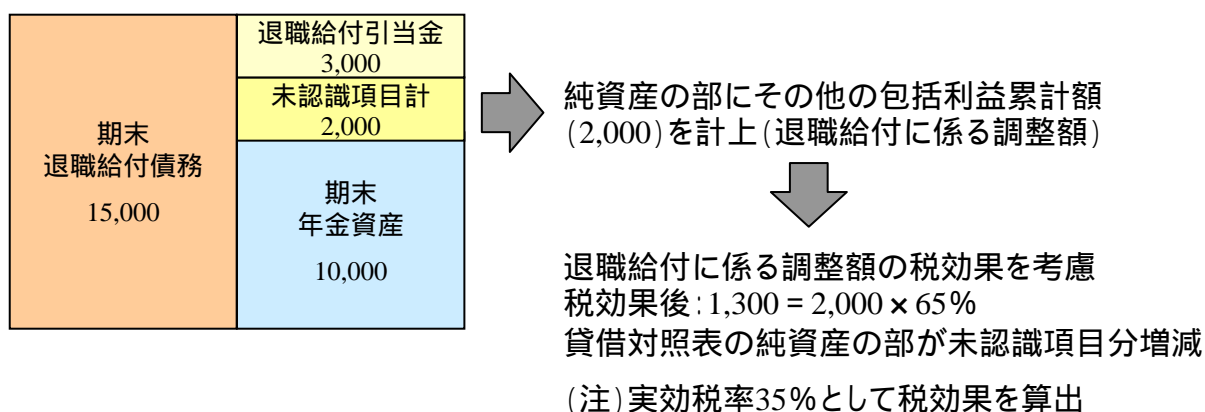 期末
退職給付債務
15,000
退職給付引当金
3,000
未認識項目計
2,000
期末
年金資産
10,000
純資産の部にその他の包括利益累計額
(2,000)を計上(退職給付に係る調整額)
退職給付に係る調整額の税効果を考慮
税効果後:1,300 = 2,000 × 65%
貸借対照表の純資産の部が未認識項目分増減
(注)実効税率35%として税効果を算出